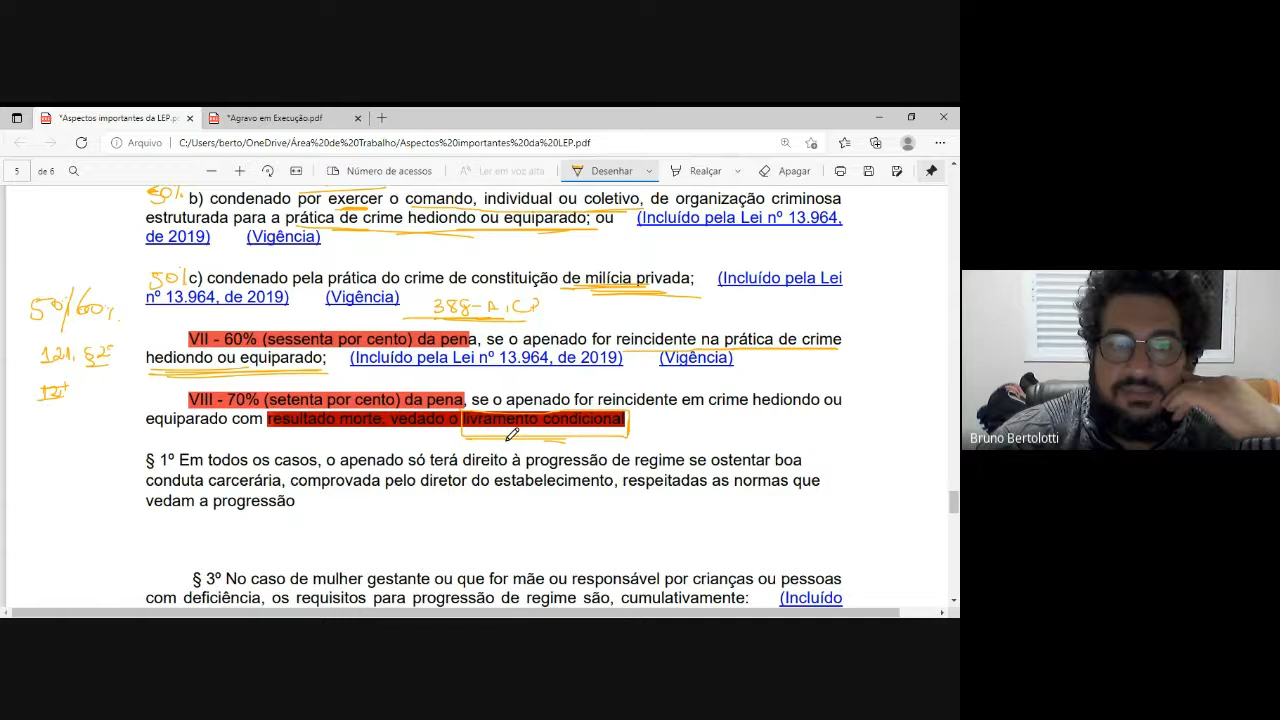 *Aspectos importantes da LEP.p
*Agravo em Execução.pdf
Arquivo | C:/Users/berto/OneDrive/Área%20de%20Trabalho/Aspectos%20importantes%20da%20LEP.pdf
5 de 6
Número de acessos
Ler em voz alta
Desenhar
Realçar
Apagar
50% b) condenado por exercer o comando, individual ou coletivo, de organização criminosa
estruturada para a prática de crime hediondo ou equiparado; ou (Incluído pela Lei nº 13.964,
de 2019) (Vigência)
50% c) condenado pela prática do crime de constituição de milícia privada; (Incluído pela Lei
nº 13.964, de 2019) (Vigência)
388-A, CP
50%/60%.
VII - 60% (sessenta por cento) da pena, se o apenado for reincidente na prática de crime
hediondo ou equiparado; (Incluído pela Lei nº 13.964, de 2019) (Vigência)
121, §2º
VIII - 70% (setenta por cento) da pena, se o apenado for reincidente em crime hediondo ou
equiparado com resultado morte, vedado o livramento condicional
§ 1º Em todos os casos, o apenado só terá direito à progressão de regime se ostentar boa
conduta carcerária, comprovada pelo diretor do estabelecimento, respeitadas as normas que
vedam a progressão
§ 3º No caso de mulher gestante ou que for mãe ou responsável por crianças ou pessoas
com deficiência, os requisitos para progressão de regime são, cumulativamente: (Incluído
Bruno Bertolotti